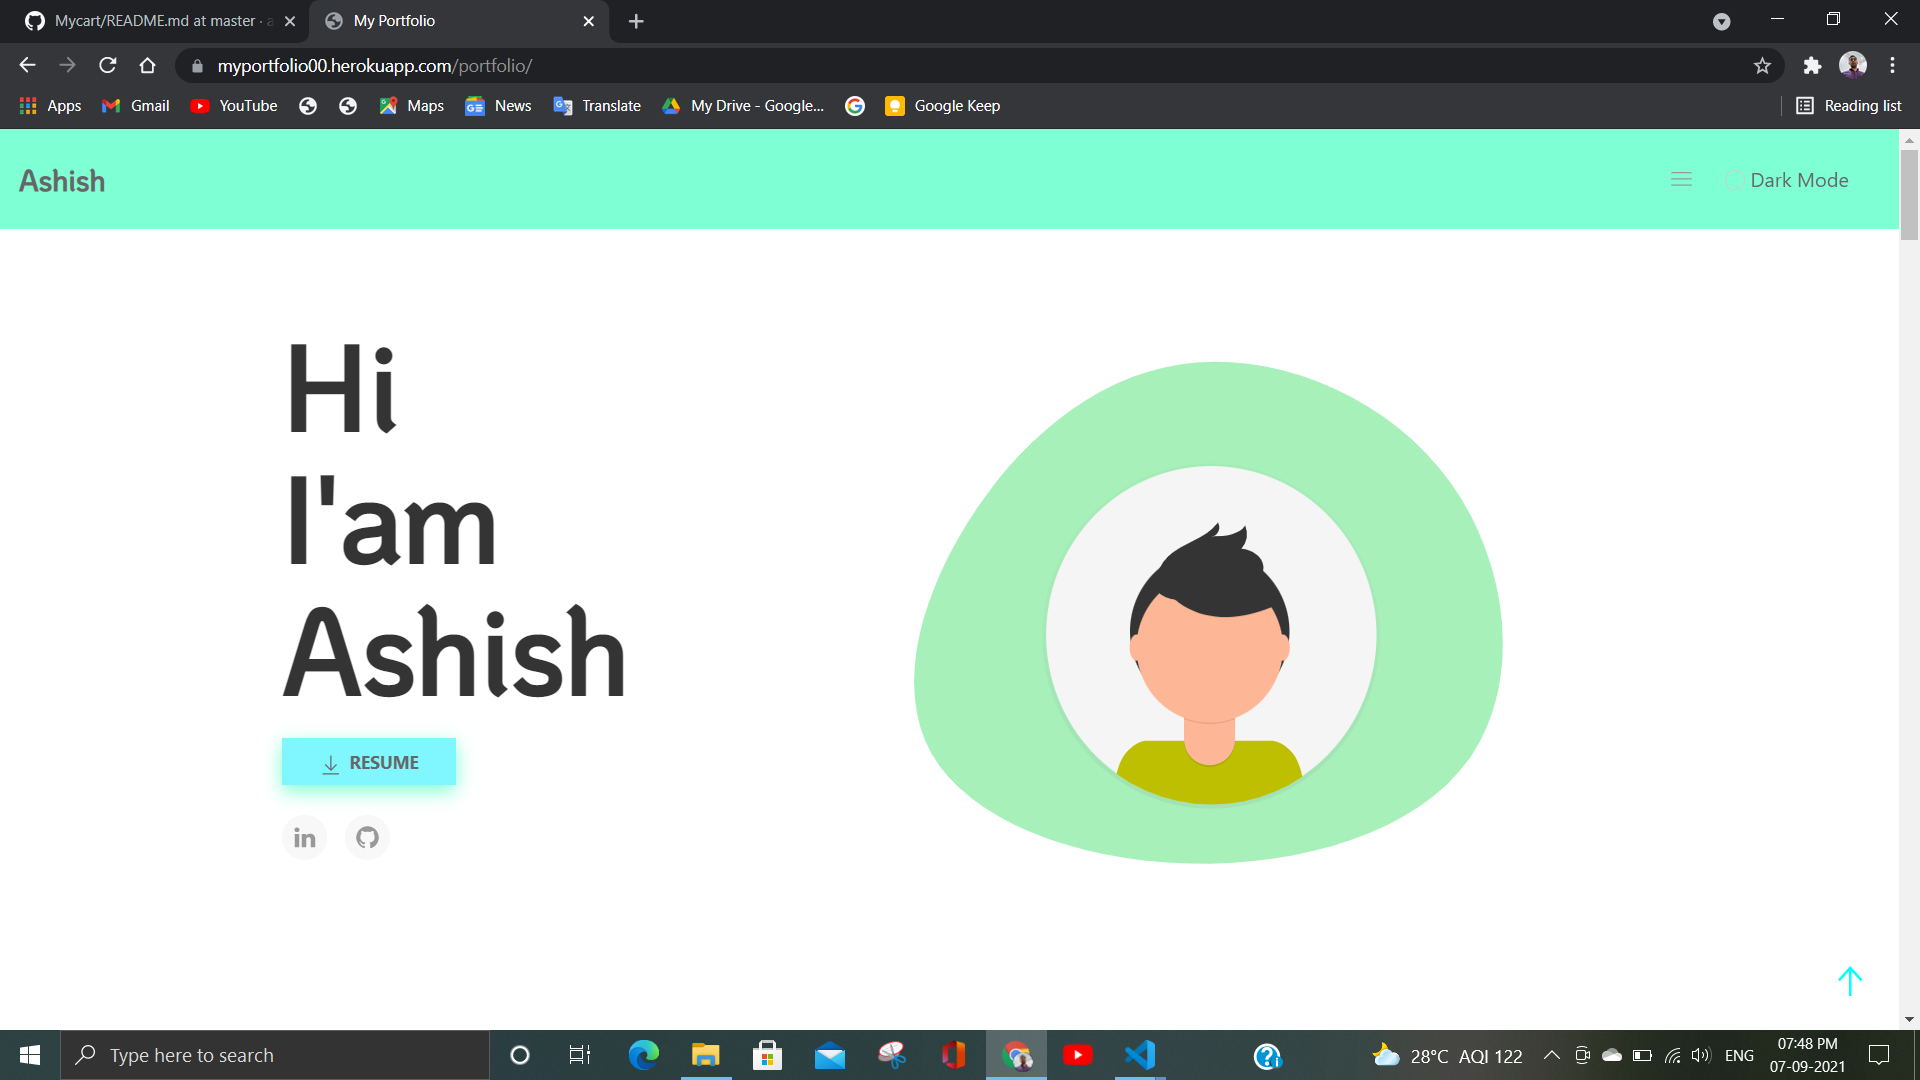 Mycart/README.md at master · a
My Portfolio
myportfolio00.herokuapp.com/portfolio/
Apps
Gmail
YouTube
Maps
News
Translate
My Drive - Google...
Google Keep
Reading list
Ashish
Dark Mode
Hi
I'am
Ashish
RESUME
Type here to search
28°C AQI 122
ENG
07:48 PM
07-09-2021